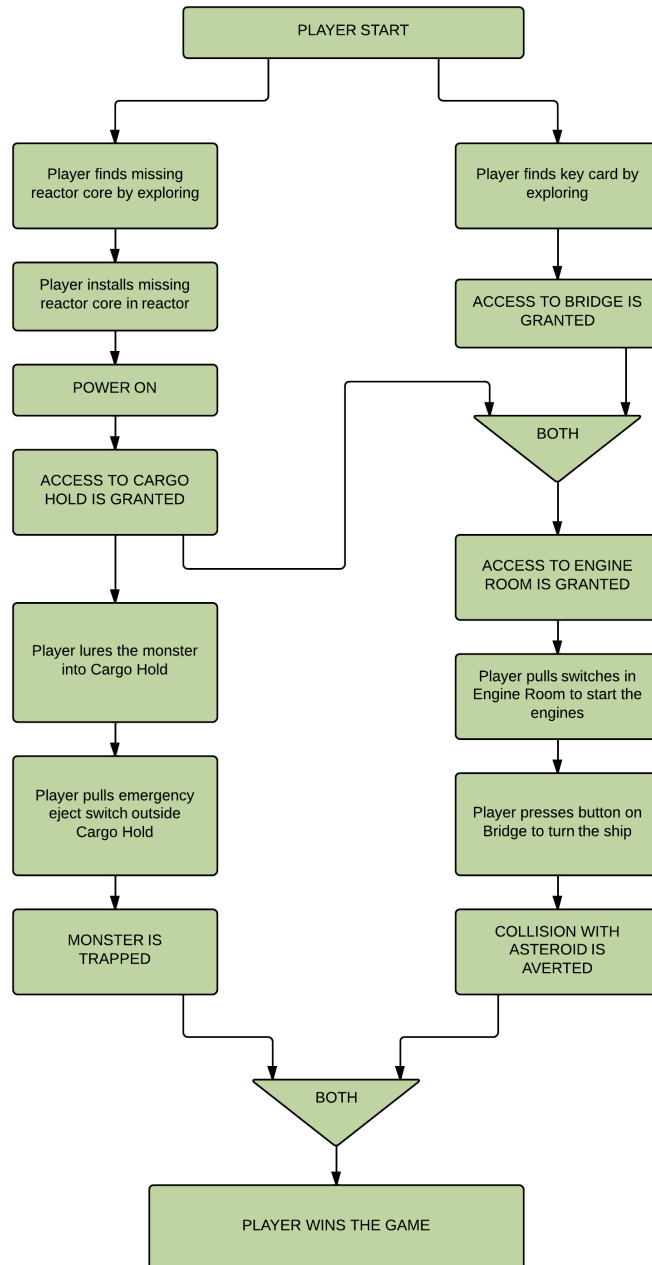 PLAYER START
Player finds missing
reactor core by exploring
Player finds key card by
exploring
Player installs missing
reactor core in reactor
ACCESS TO BRIDGE IS
GRANTED
POWER ON
BOTH
ACCESS TO CARGO
HOLD IS GRANTED
ACCESS TO ENGINE
ROOM IS GRANTED
Player lures the monster
into Cargo Hold
Player pulls switches in
Engine Room to start the
engines
Player pulls emergency
eject switch outside
Cargo Hold
Player presses button on
Bridge to turn the ship
MONSTER IS
TRAPPED
COLLISION WITH
ASTEROID IS
AVERTED
BOTH
PLAYER WINS THE GAME